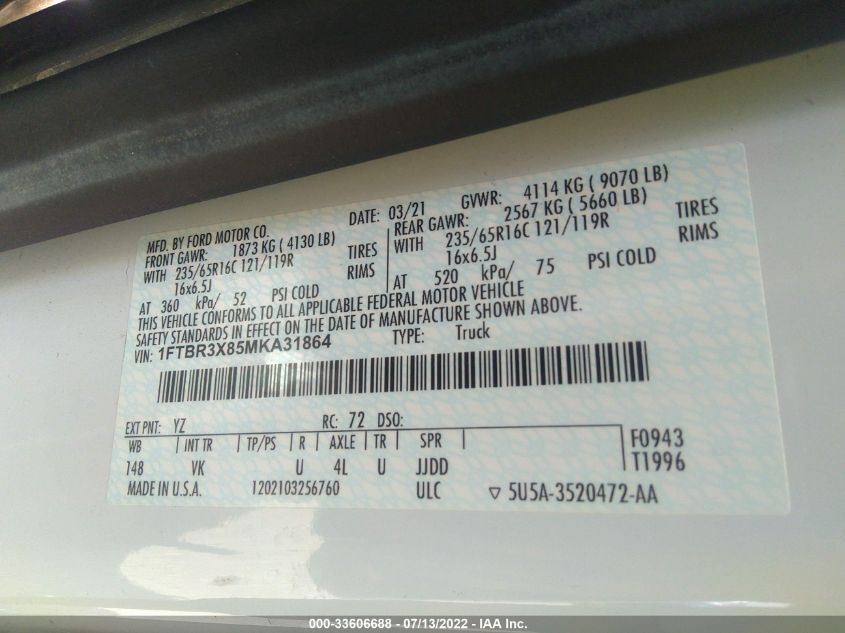 MFD. BY FORD MOTOR CO. DATE: 03/21 GVWR: 4114 KG ( 9070 LB)
FRONT GAWR: 1873 KG ( 4130 LB) REAR GAWR: 2567 KG ( 5660 LB)
WITH 235/65R16C 121/119R TIRES WITH 235/65R16C 121/119R TIRES
16x6.5J RIMS 16x6.5J RIMS
AT 360 kPa/ 52 PSI COLD AT 520 kPa/ 75 PSI COLD
THIS VEHICLE CONFORMS TO ALL APPLICABLE FEDERAL MOTOR VEHICLE
SAFETY STANDARDS IN EFFECT ON THE DATE OF MANUFACTURE SHOWN ABOVE.
VIN: 1FTBR3X85MKA31864 TYPE: Truck
EXT PNT: YZ RC: 72 DSO:
WB INT TR TP/PS R AXLE TR SPR F0943
148 VK U 4L U JJDD T1996
MADE IN U.S.A. 1202103256760 ULC ▽ 5U5A-3520472-AA
000-33606688 - 07/13/2022 - IAA Inc.